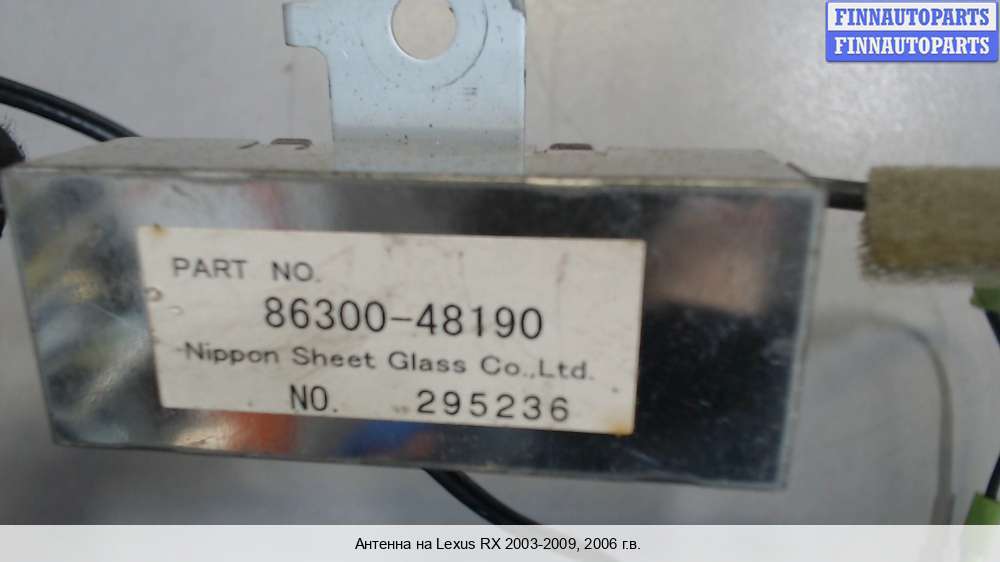 FINNAUTOPARTS
FINNAUTOPARTS
PART NO.
86300-48190
Nippon Sheet Glass Co.,Ltd.
NO. 295236
Антенна на Lexus RX 2003-2009, 2006 г.в.